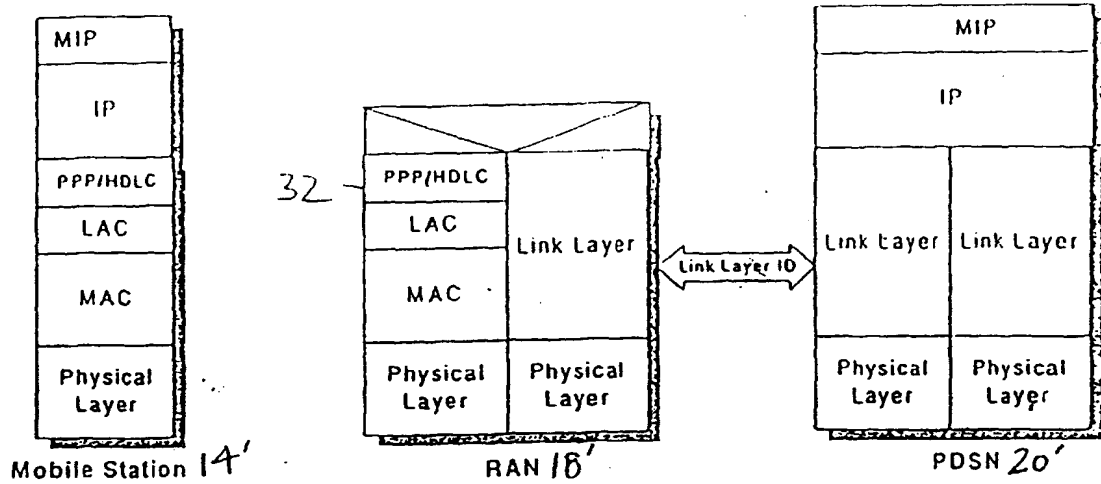 MIP
IP
PPP/HDLC
LAC
MAC
Physical
Layer
Mobile Station 14'
32
PPP/HDLC
LAC
MAC
Physical
Layer
Link Layer
Physical
Layer
RAN 18'
Link Layer ID
MIP
IP
Link Layer
Link Layer
Physical
Layer
Physical
Layer
PDSN 20'